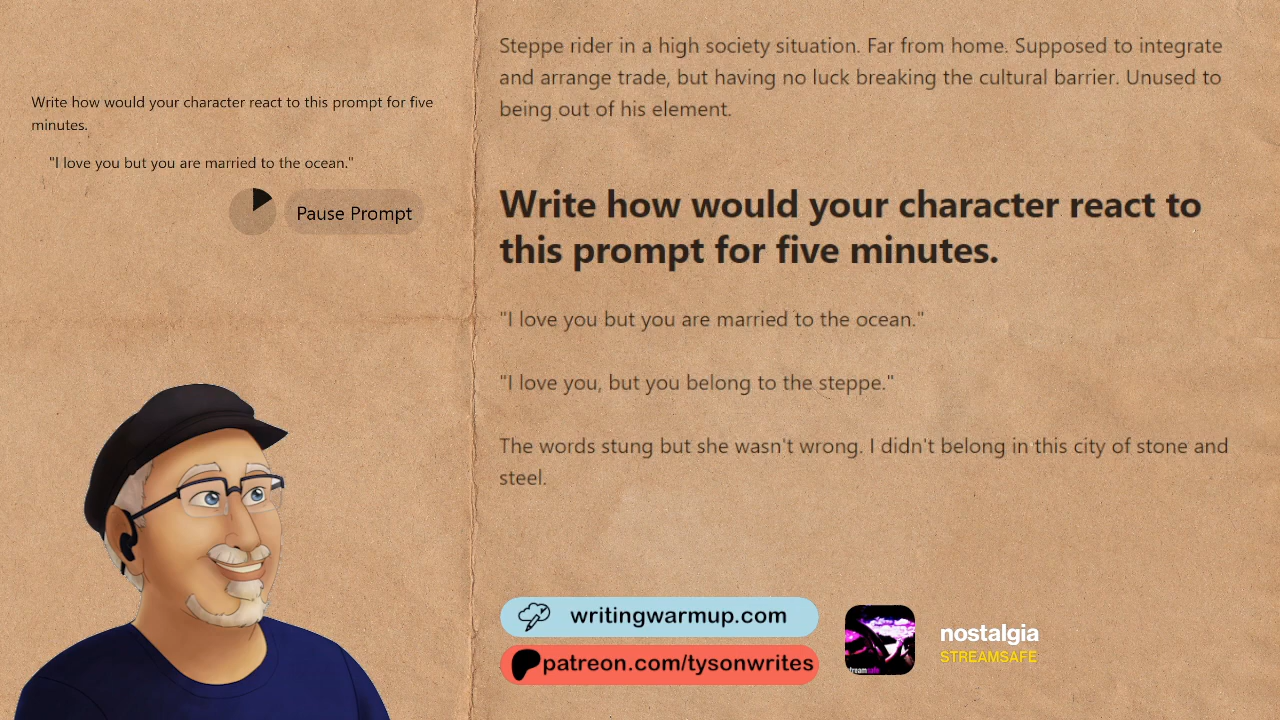 Write how would your character react to this prompt for five
minutes.
"I love you but you are married to the ocean."
Pause Prompt
Steppe rider in a high society situation. Far from home. Supposed to integrate
and arrange trade, but having no luck breaking the cultural barrier. Unused to
being out of his element.
Write how would your character react to
this prompt for five minutes.
"I love you but you are married to the ocean."
"I love you, but you belong to the steppe."
The words stung but she wasn't wrong. I didn't belong in this city of stone and
steel.
writingwarmup.com
patreon.com/tysonwrites
streamsafe
nostalgia
STREAMSAFE